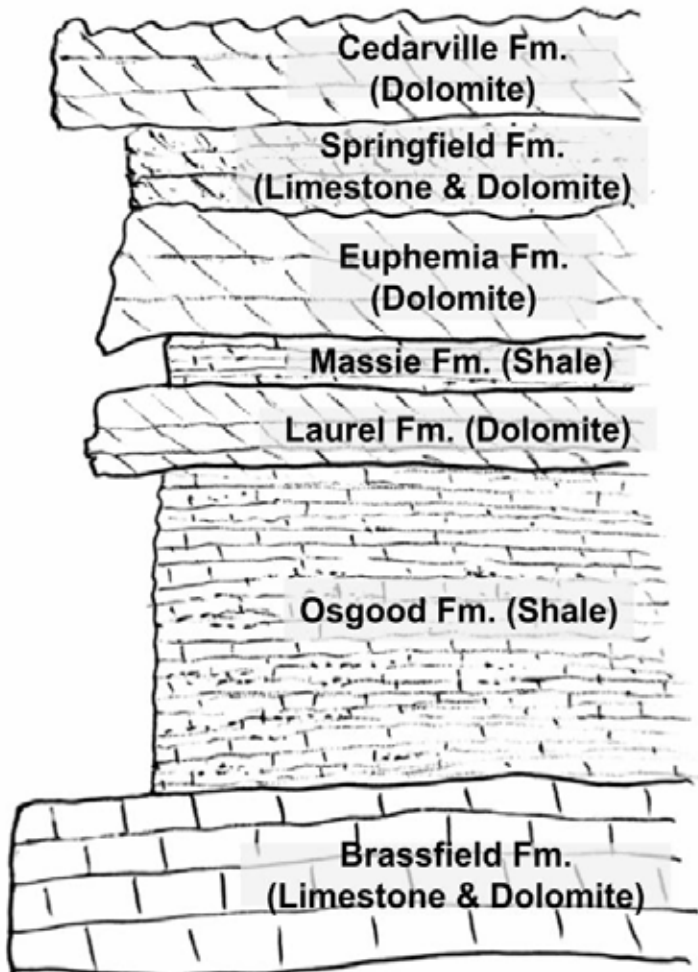 Cedarville Fm.
(Dolomite)
Springfield Fm.
(Limestone & Dolomite)
Euphemia Fm.
(Dolomite)
Massie Fm. (Shale)
Laurel Fm. (Dolomite)
Osgood Fm. (Shale)
Brassfield Fm.
(Limestone & Dolomite)